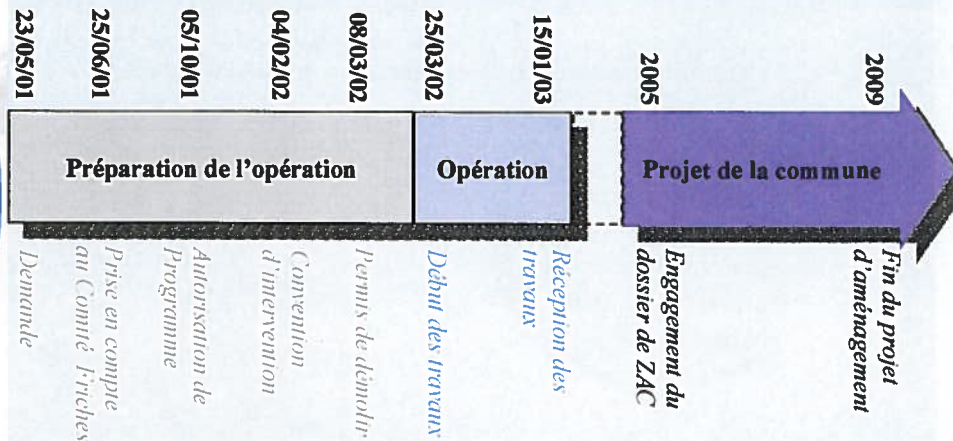 23/05/01
25/06/01
05/10/01
04/02/02
08/03/02
25/03/02
15/01/03
2005
2009
Préparation de l'opération
Opération
Projet de la commune
Demande
Prise en compte
au Comité Friches
Autorisation de
Programme
Convention
d'intervention
Permis de démolir
Début des travaux
Réception des
travaux
Engagement du
dossier de ZAC
Fin du projet
d'aménagement